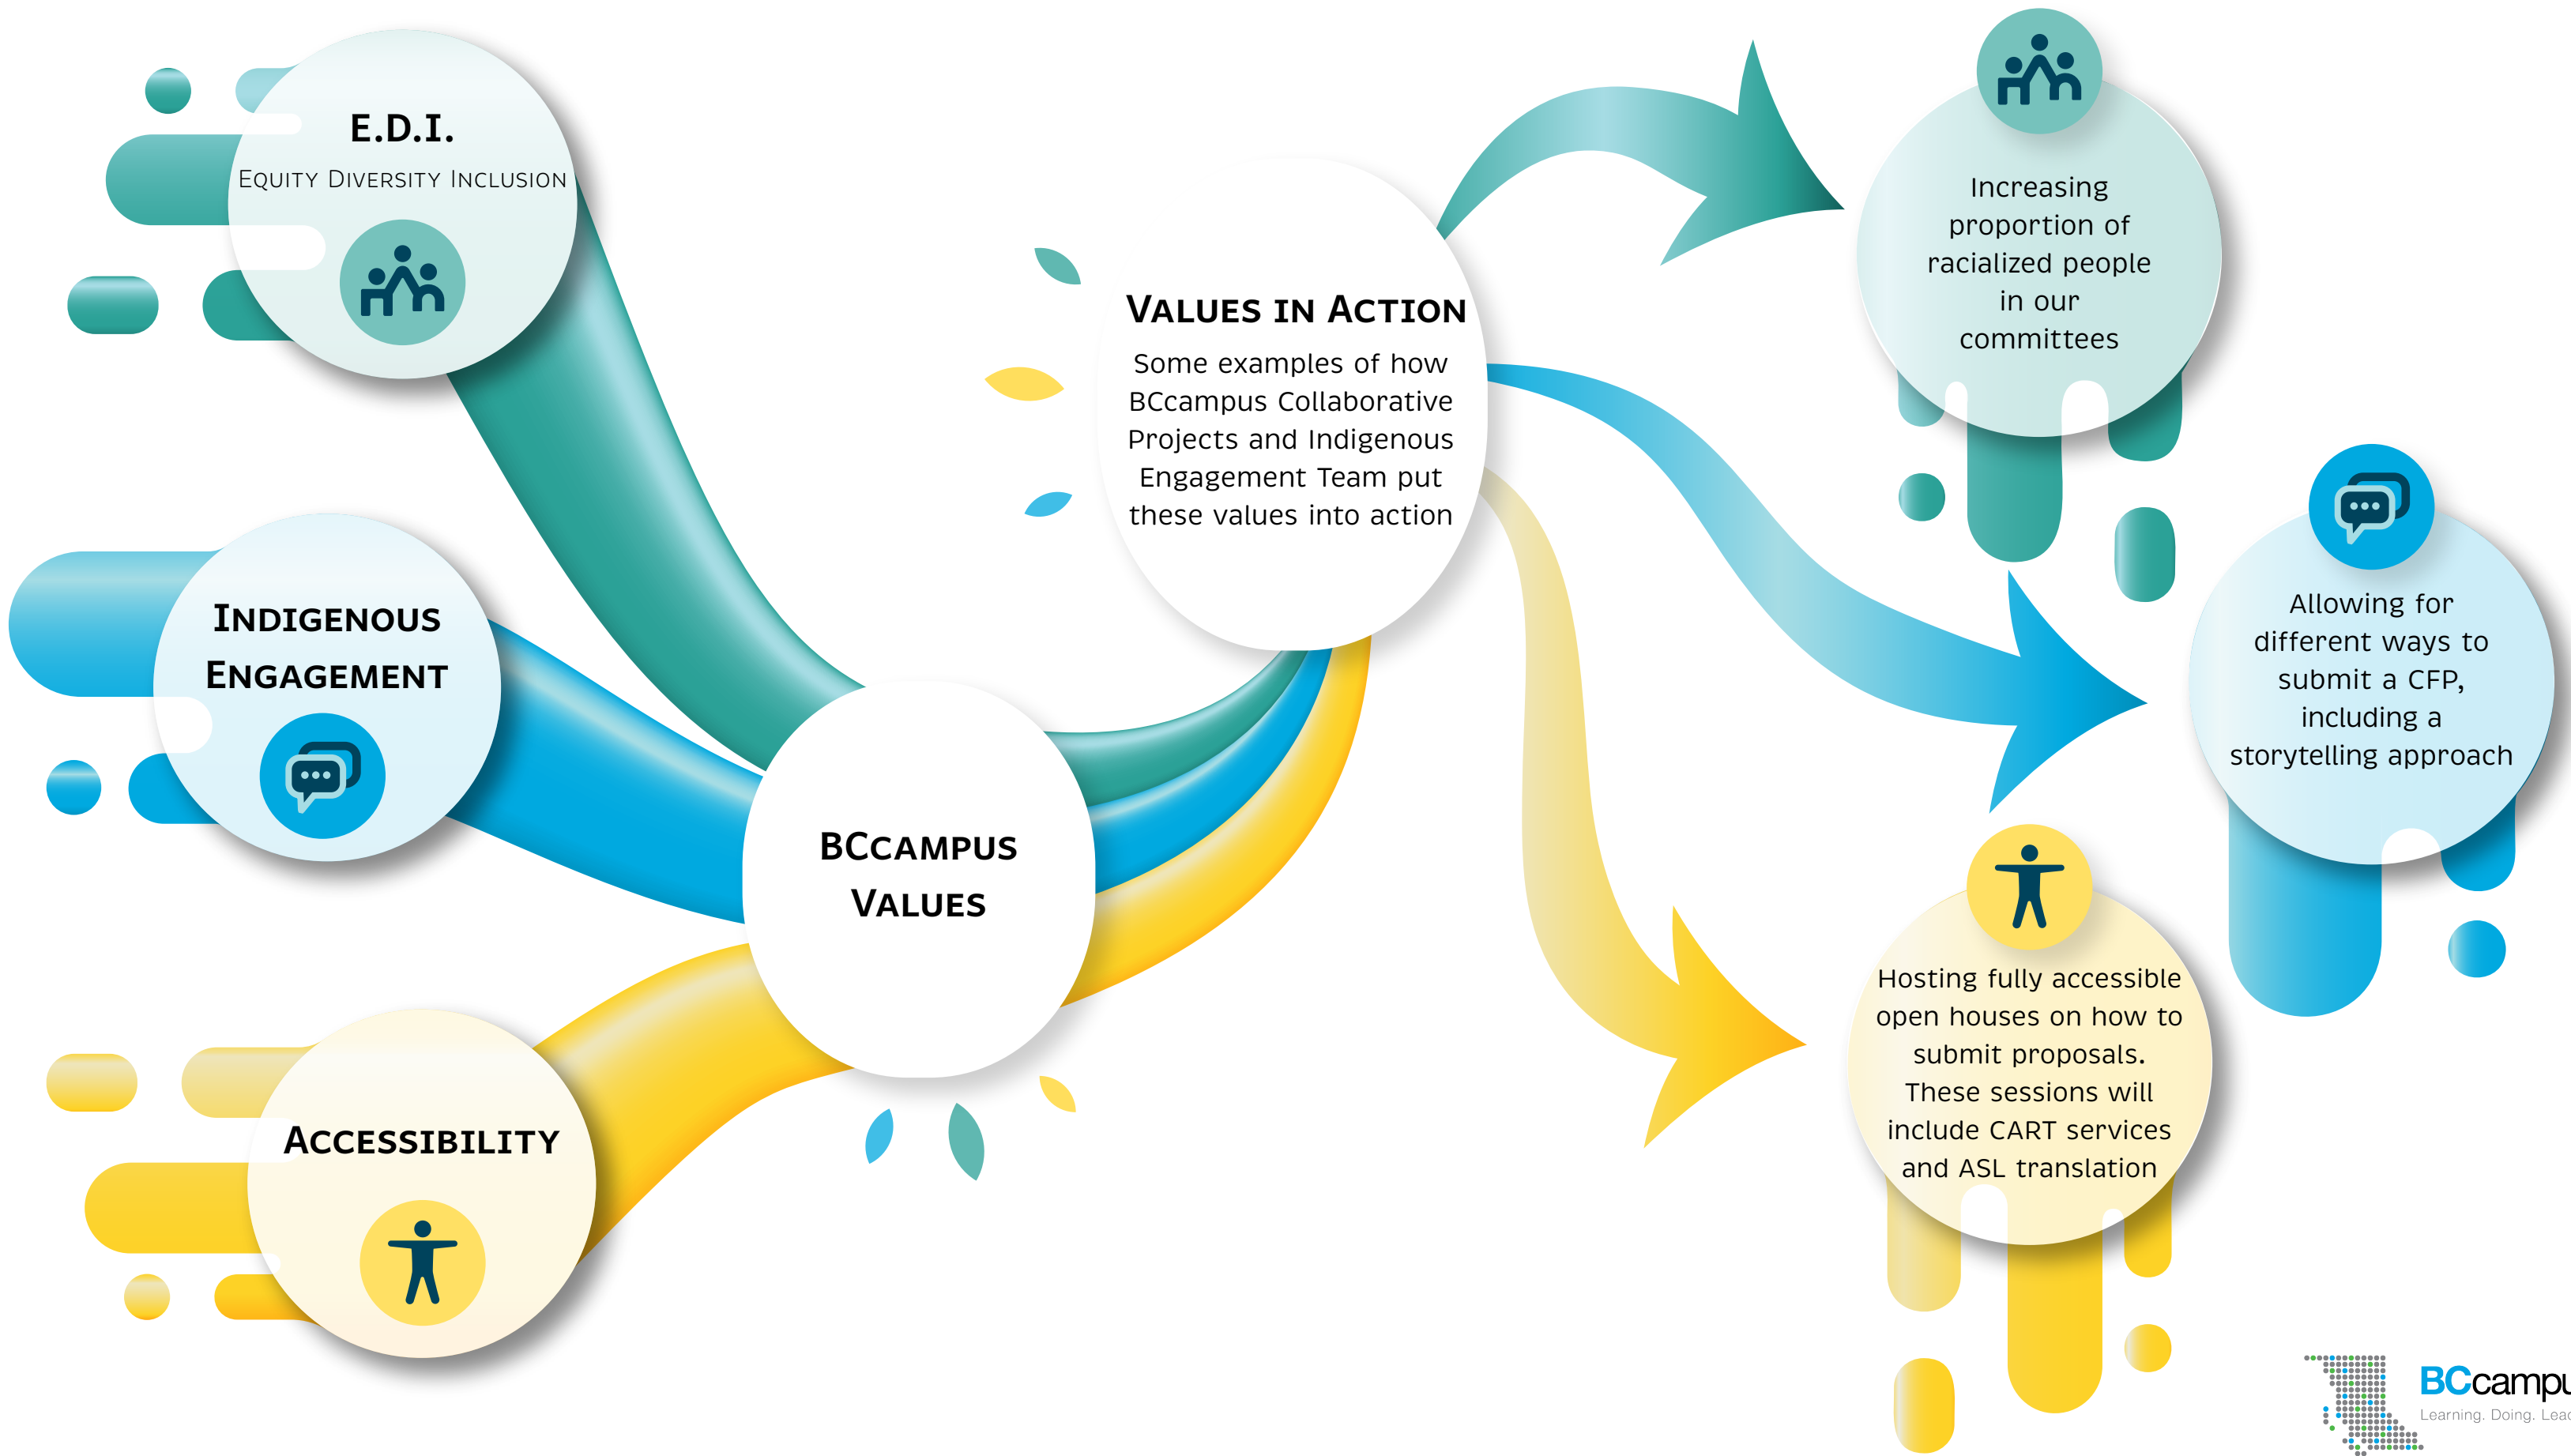 E.D.I.
Equity Diversity Inclusion
Indigenous
Engagement
Accessibility
BCcampus
Values
Values in Action
Some examples of how
BCcampus Collaborative
Projects and Indigenous
Engagement Team put
these values into action
Increasing
proportion of
racialized people
in our
committees
Allowing for
different ways to
submit a CFP,
including a
storytelling approach
Hosting fully accessible
open houses on how to
submit proposals.
These sessions will
include CART services
and ASL translation
Learning. Doing.